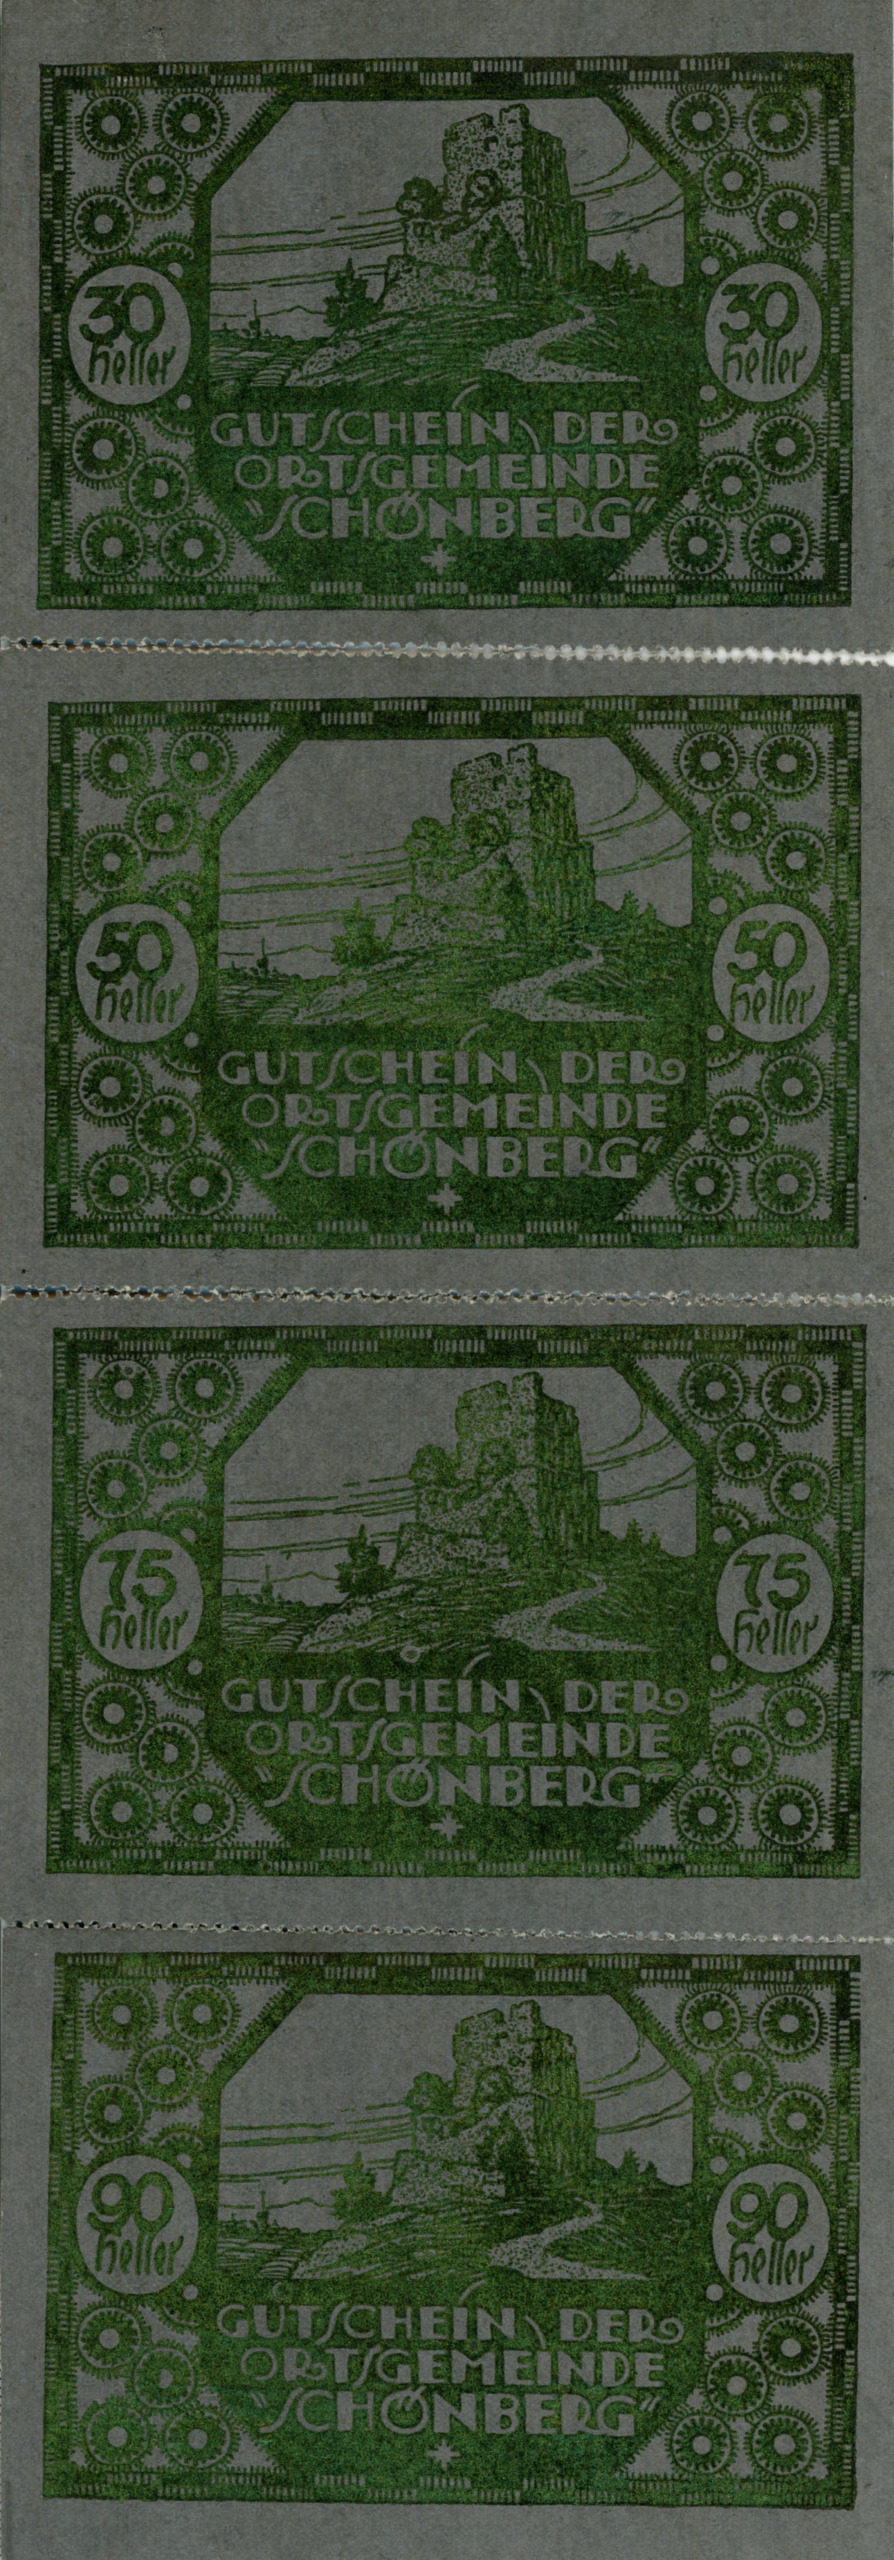 30 30
heller heller
GUTSCHEIN DER
ORTSGEMEINDE
"SCHÖNBERG"
50 50
heller heller
GUTSCHEIN DER
ORTSGEMEINDE
"SCHÖNBERG"
75 75
heller heller
GUTSCHEIN DER
ORTSGEMEINDE
"SCHÖNBERG"
90 90
heller heller
GUTSCHEIN DER
ORTSGEMEINDE
"SCHÖNBERG"